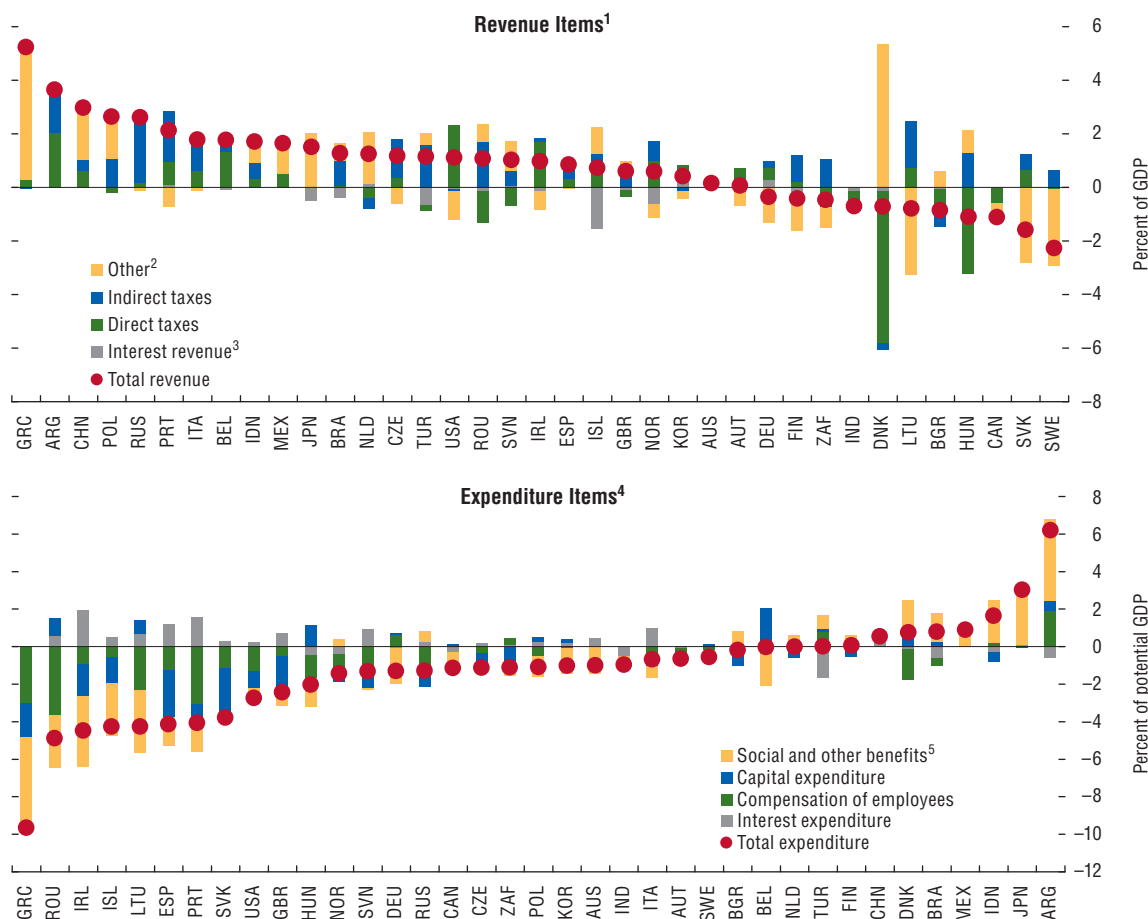 Revenue Items¹
6
4
2
0
−2
−4
−6
−8
Percent of GDP
Other²
Indirect taxes
Direct taxes
Interest revenue³
Total revenue
GRC ARG CHN POL RUS PRT ITA BEL IDN MEX JPN BRA NLD CZE TUR USA ROU SVN IRL ESP ISL GBR NOR KOR AUS AUT DEU FIN ZAF IND DNK LTU BGR HUN CAN SVK SWE
Expenditure Items⁴
8
6
4
2
0
−2
−4
−6
−8
−10
−12
Percent of potential GDP
Social and other benefits⁵
Capital expenditure
Compensation of employees
Interest expenditure
Total expenditure
GRC ROU IRL ISL LTU ESP PRT SVK USA GBR HUN NOR SVN DEU RUS CAN CZE ZAF POL KOR AUS IND ITA AUT SWE BGR BEL NLD TUR FIN CHN DNK BRA MEX IDN JPN ARG